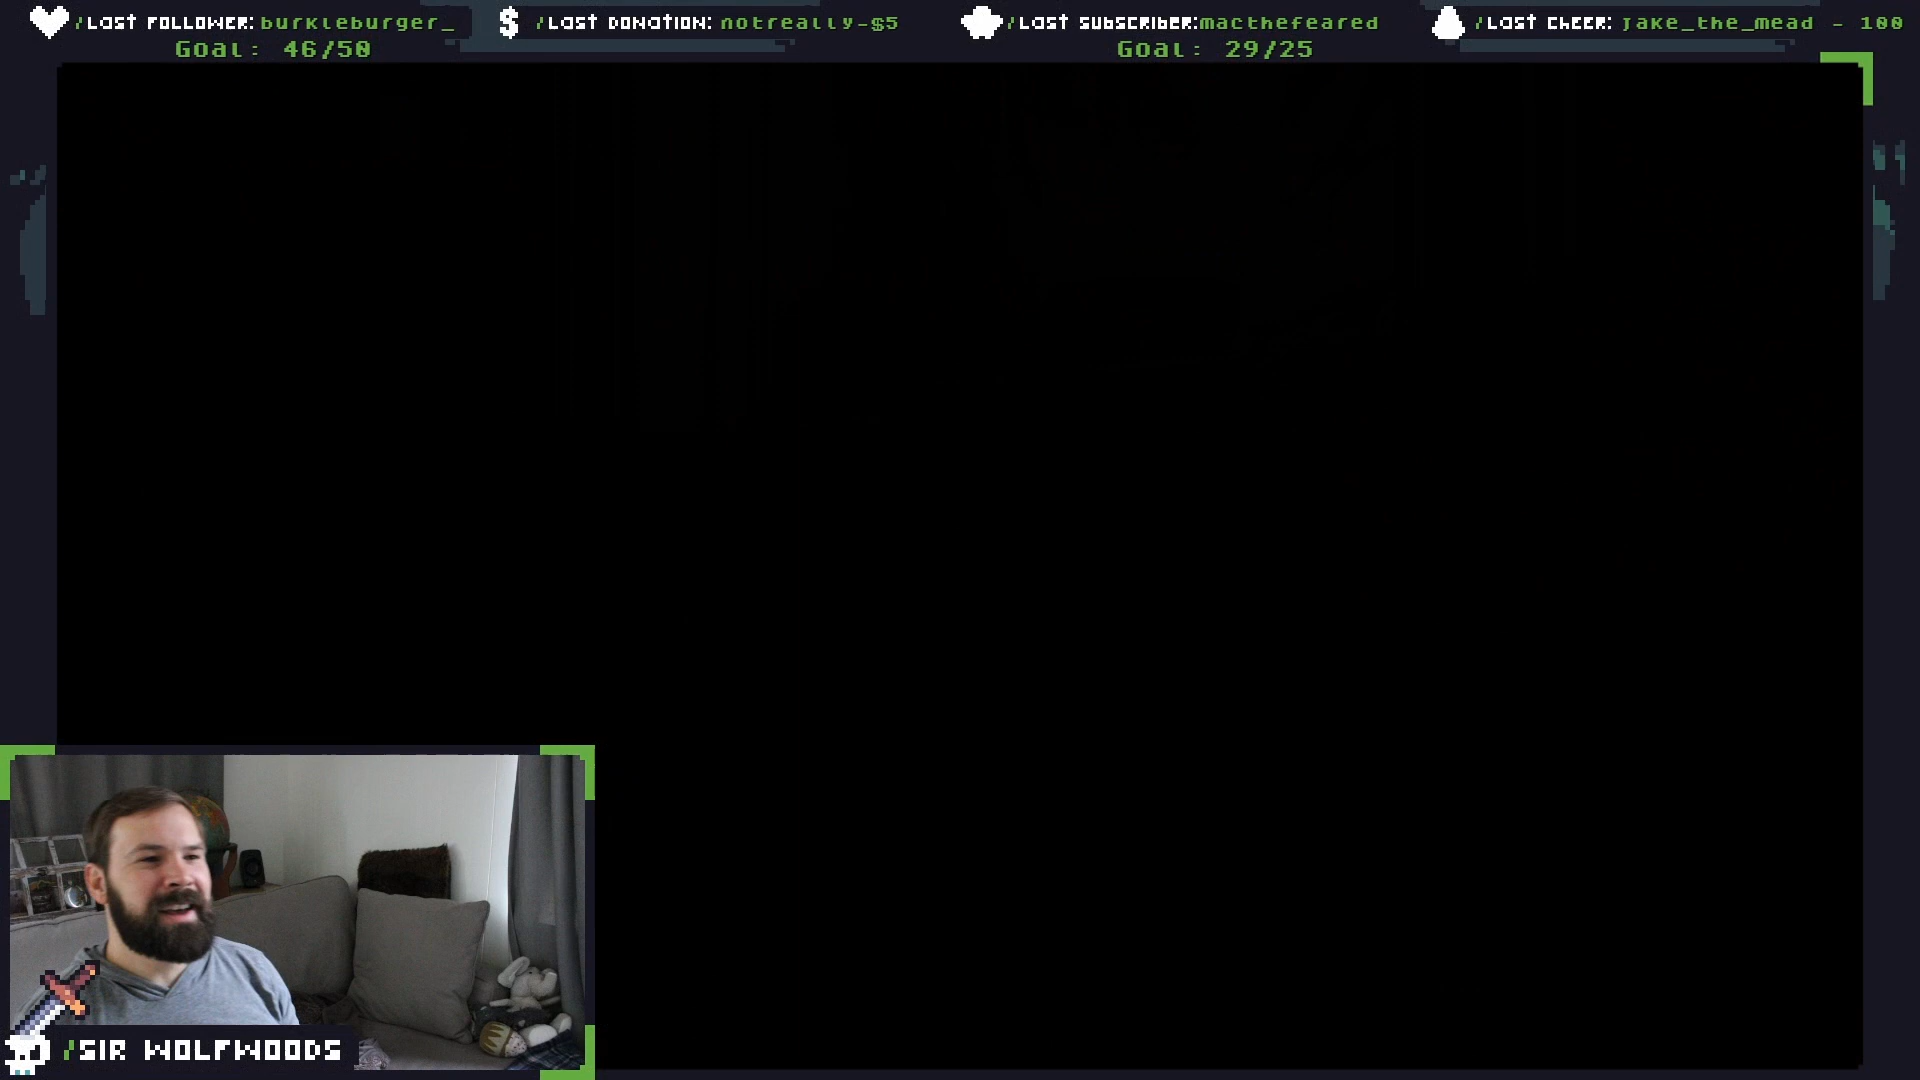 /LAST FOLLOWER: burkleburger_
Goal: 46/50
$ /LAST DONATION: notreally-$5
/LAST SUBSCRIBER:macthefeared
Goal: 29/25
/LAST CHEER: jake_the_mead - 100
/SIR WOLFWOODS